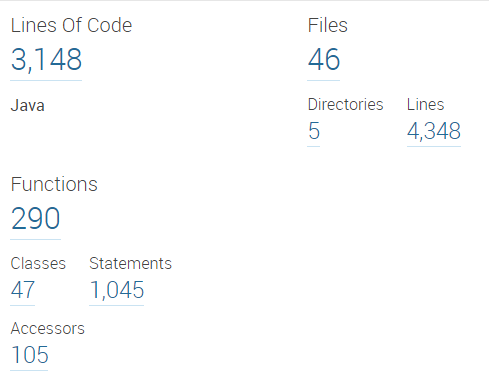 Lines Of Code
3,148
Java
Files
46
Directories
5
Lines
4,348
Functions
290
Classes
47
Statements
1,045
Accessors
105